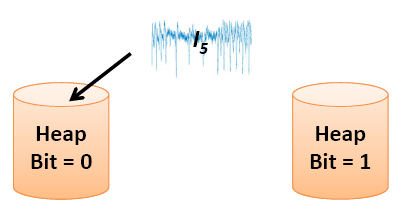 I5
Heap
Bit = 0
Heap
Bit = 1